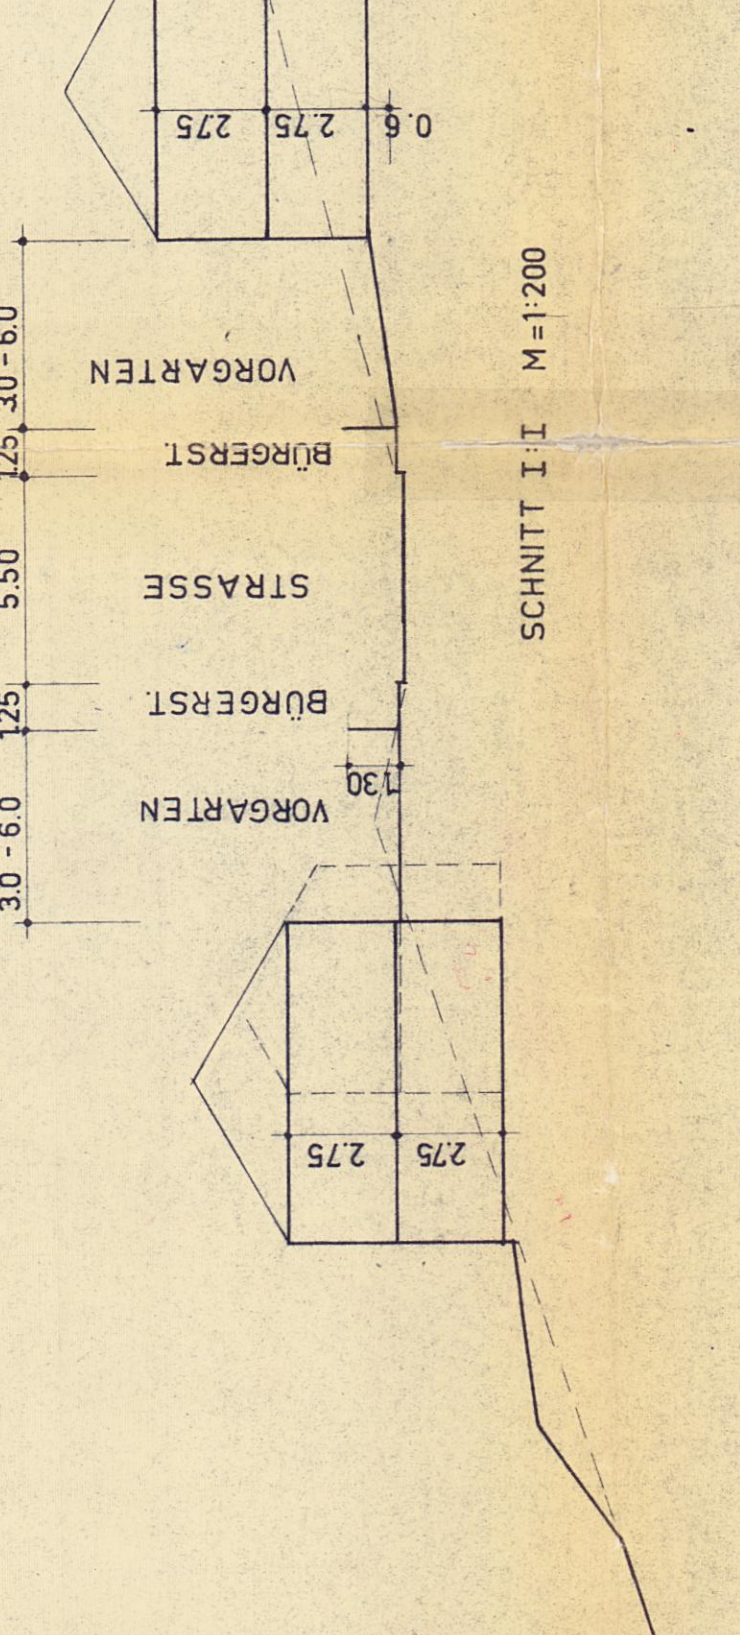 2.75
2.75
0.6
3.0 - 6.0
VORGARTEN
1.25
BÜRGERST.
5.50
STRASSE
1.25
BÜRGERST.
1.30
3.0 - 6.0
VORGARTEN
2.75
2.75
SCHNITT I:I M=1:200